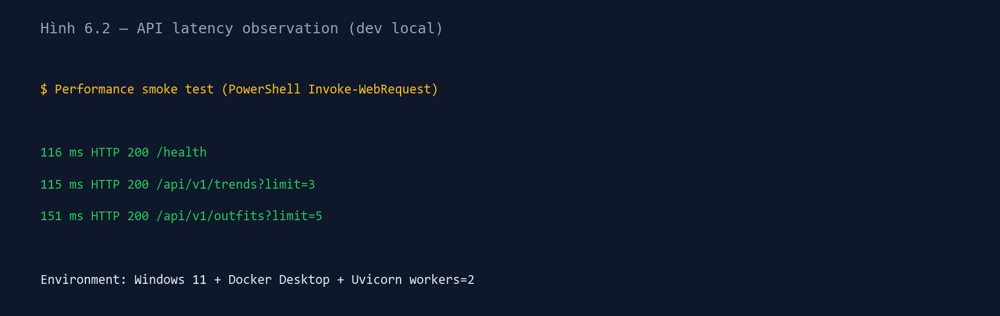 Hình 6.2 — API latency observation (dev local)
$ Performance smoke test (PowerShell Invoke-WebRequest)
116 ms HTTP 200 /health
115 ms HTTP 200 /api/v1/trends?limit=3
151 ms HTTP 200 /api/v1/outfits?limit=5
Environment: Windows 11 + Docker Desktop + Uvicorn workers=2